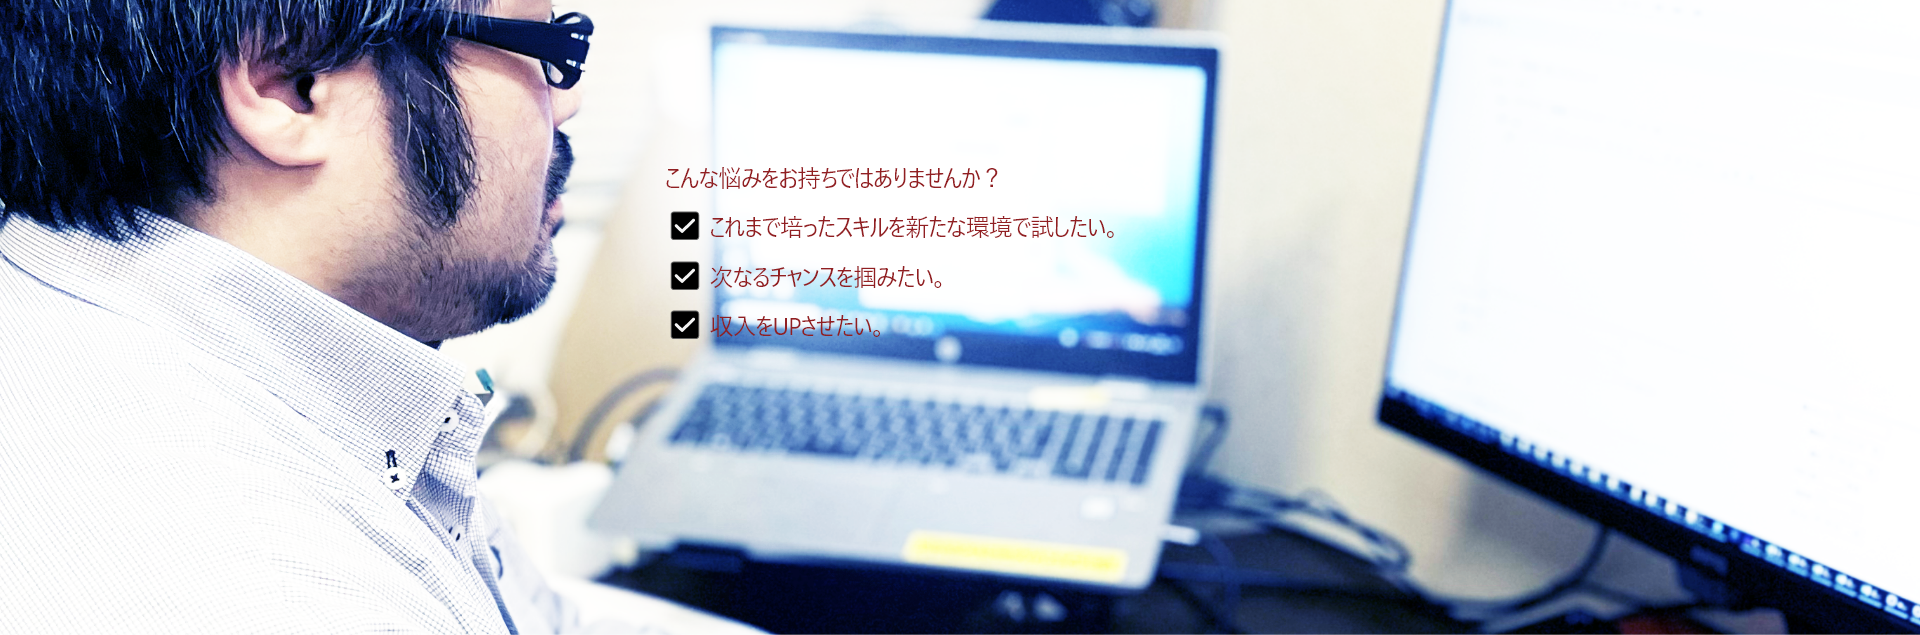 こんな悩みをお持ちではありませんか？
これまで培ったスキルを新たな環境で試したい。
次なるチャンスを掴みたい。
収入をUPさせたい。